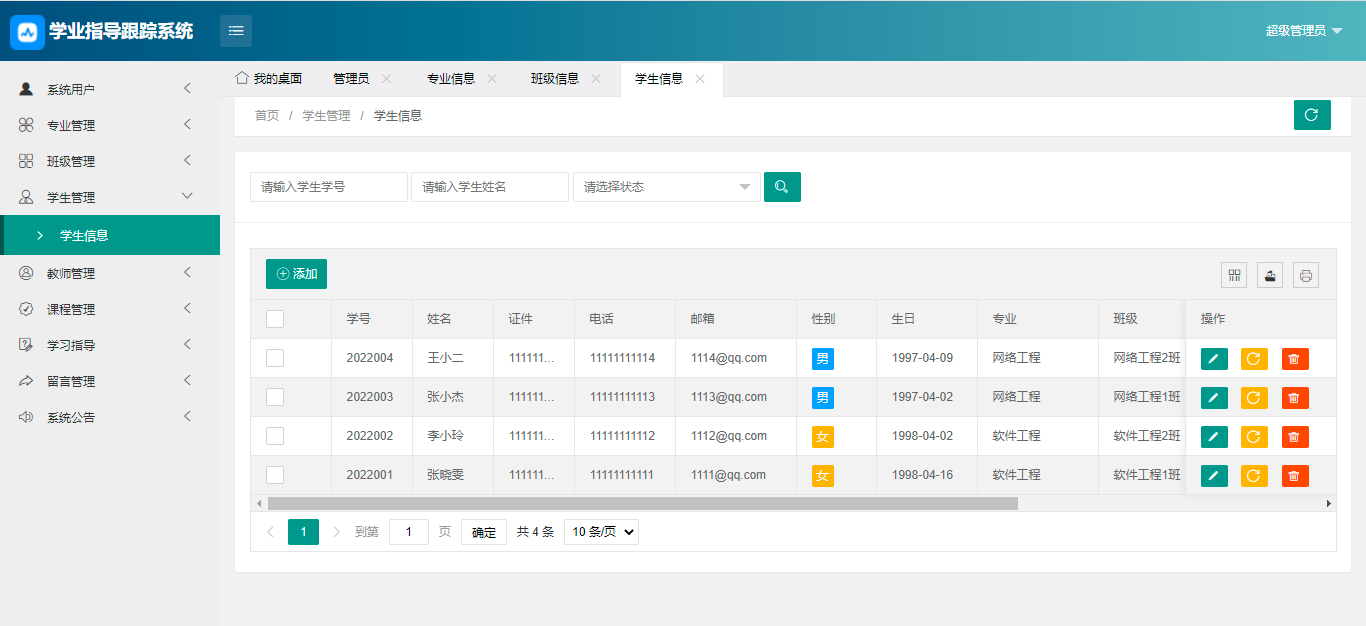 学业指导跟踪系统
超级管理员
系统用户
专业管理
班级管理
学生管理
学生信息
教师管理
课程管理
学习指导
留言管理
系统公告
我的桌面 管理员 专业信息 班级信息 学生信息
首页 / 学生管理 / 学生信息
请输入学生学号 请输入学生姓名 请选择状态
添加
学号 姓名 证件 电话 邮箱 性别 生日 专业 班级 操作
2022004 王小二 111111... 11111111114 1114@qq.com 男 1997-04-09 网络工程 网络工程2班
2022003 张小杰 111111... 11111111113 1113@qq.com 男 1997-04-02 网络工程 网络工程1班
2022002 李小玲 111111... 11111111112 1112@qq.com 女 1998-04-02 软件工程 软件工程2班
2022001 张晓雯 111111... 11111111111 1111@qq.com 女 1998-04-16 软件工程 软件工程1班
1 到第 1 页 确定 共 4 条 10 条/页